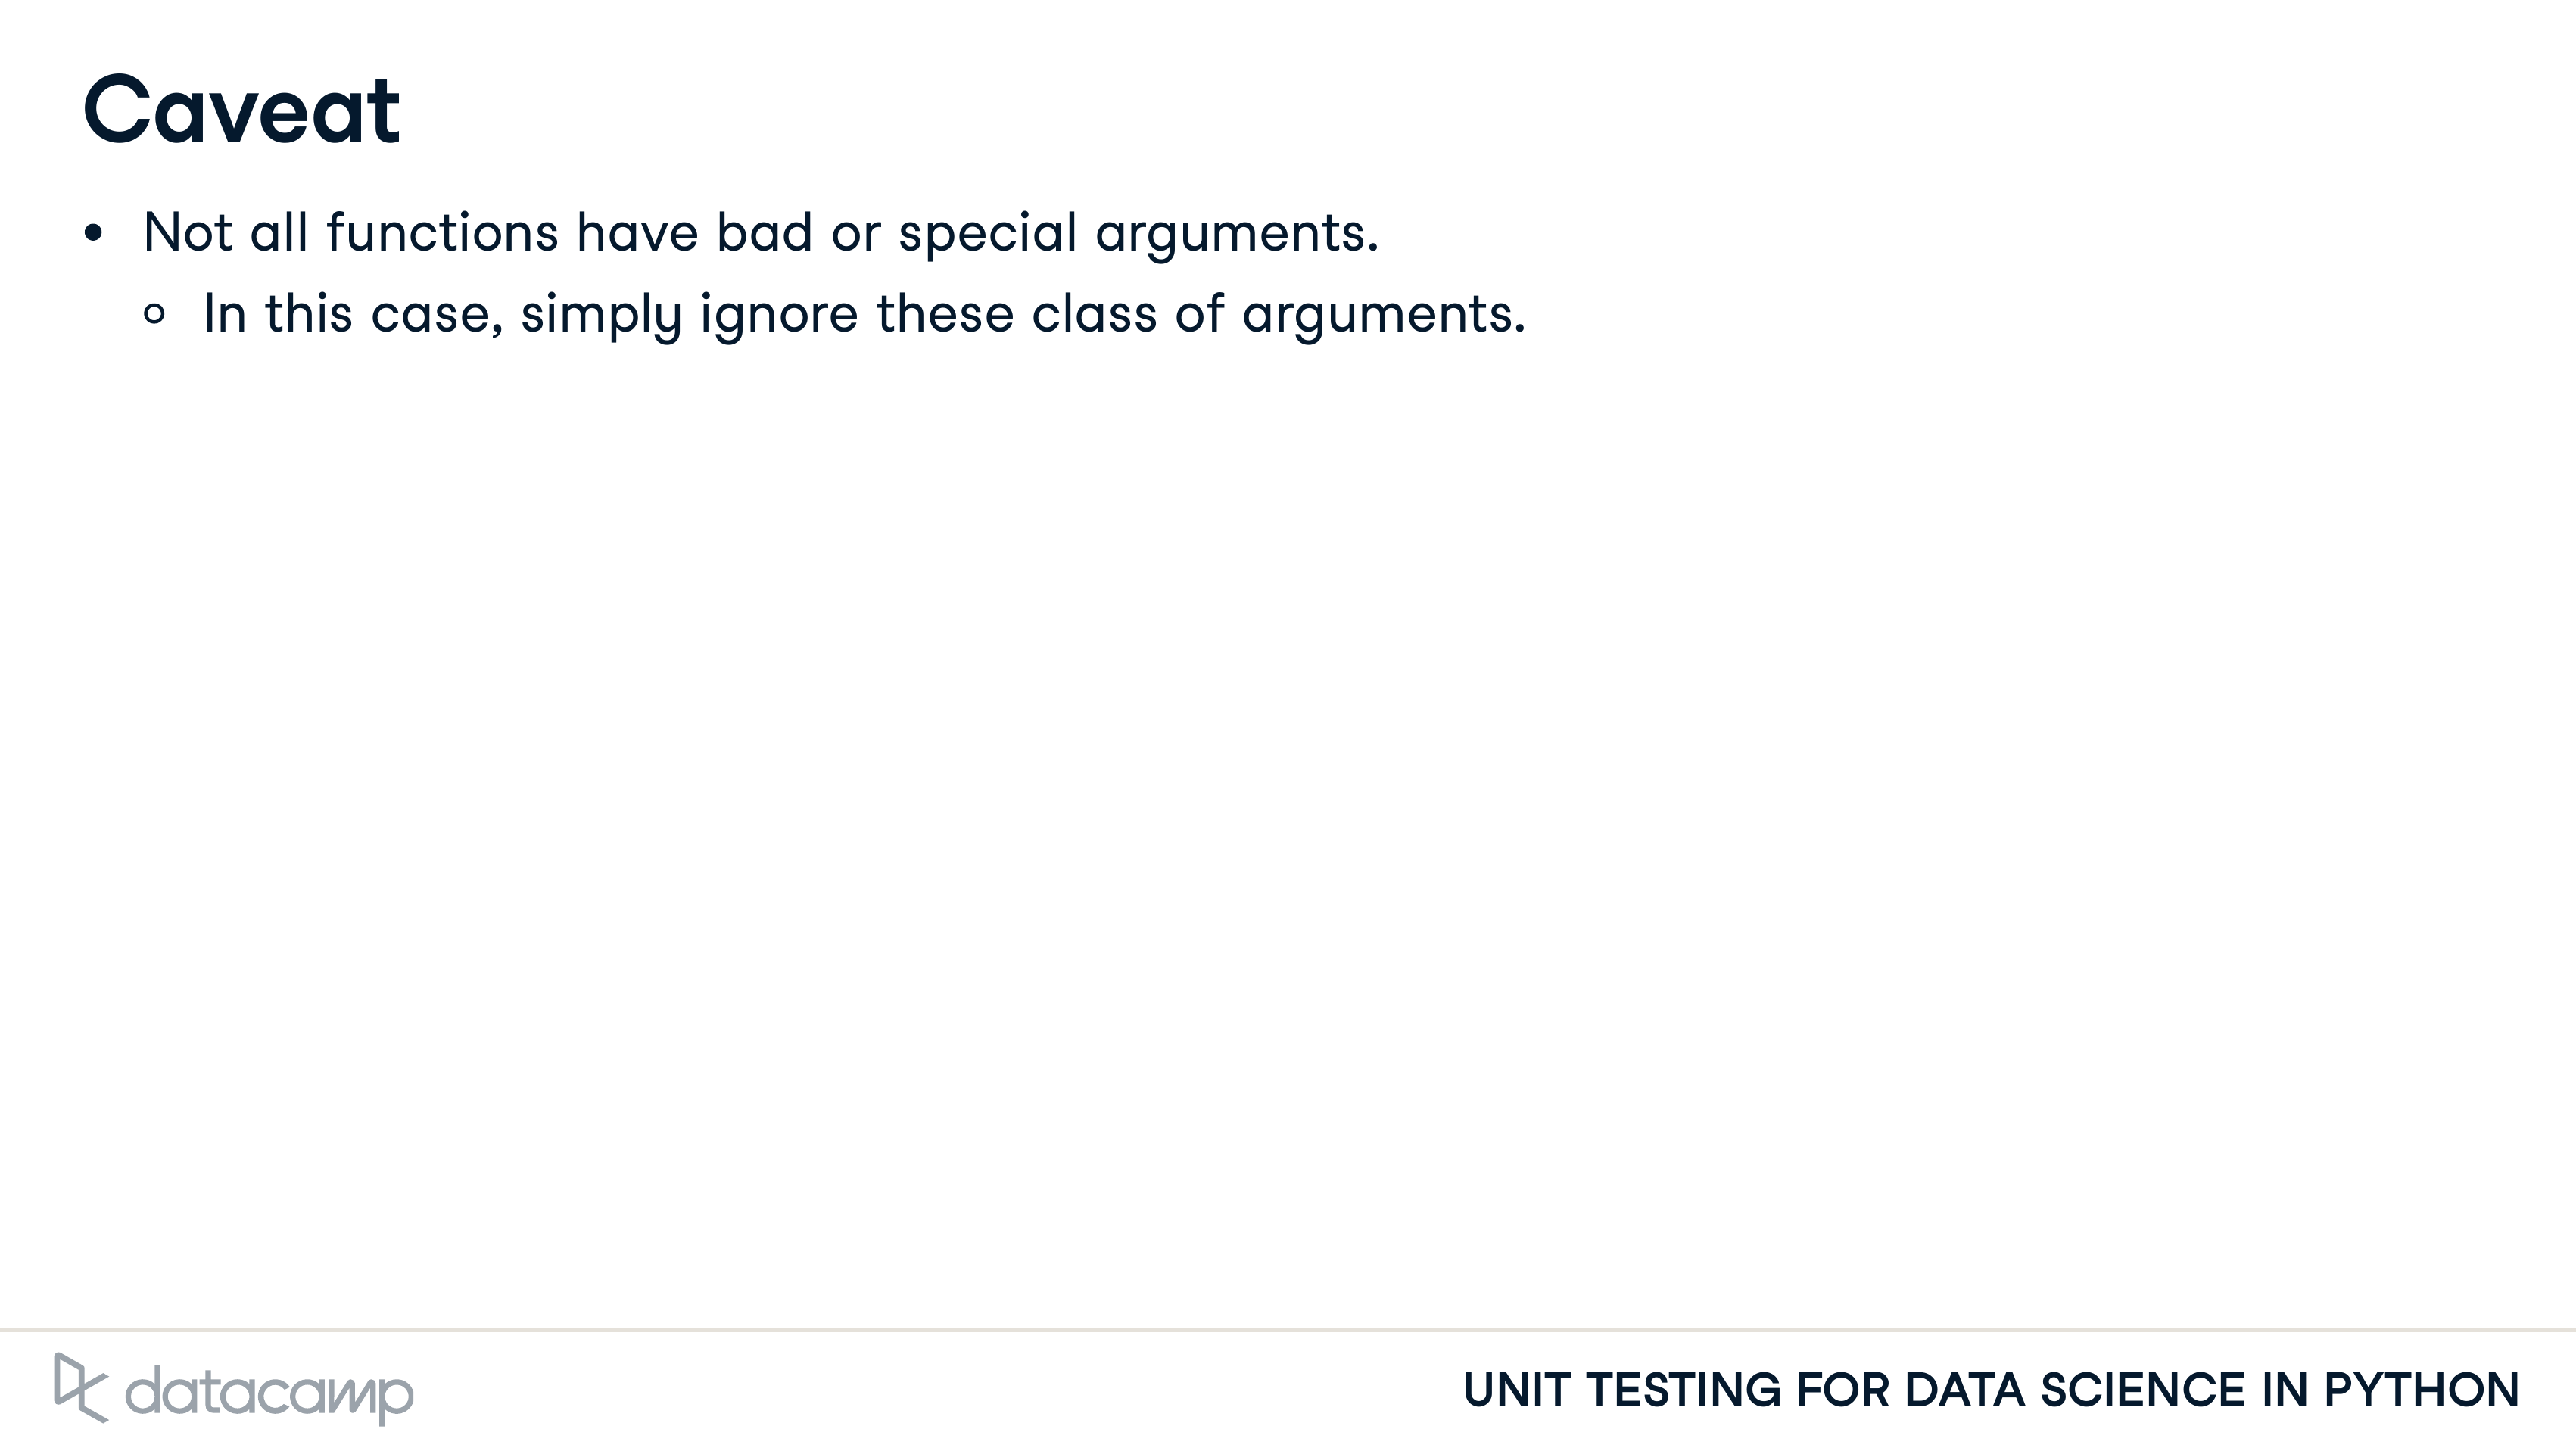 Caveat
• Not all functions have bad or special arguments.
○ In this case, simply ignore these class of arguments.
datacamp
UNIT TESTING FOR DATA SCIENCE IN PYTHON